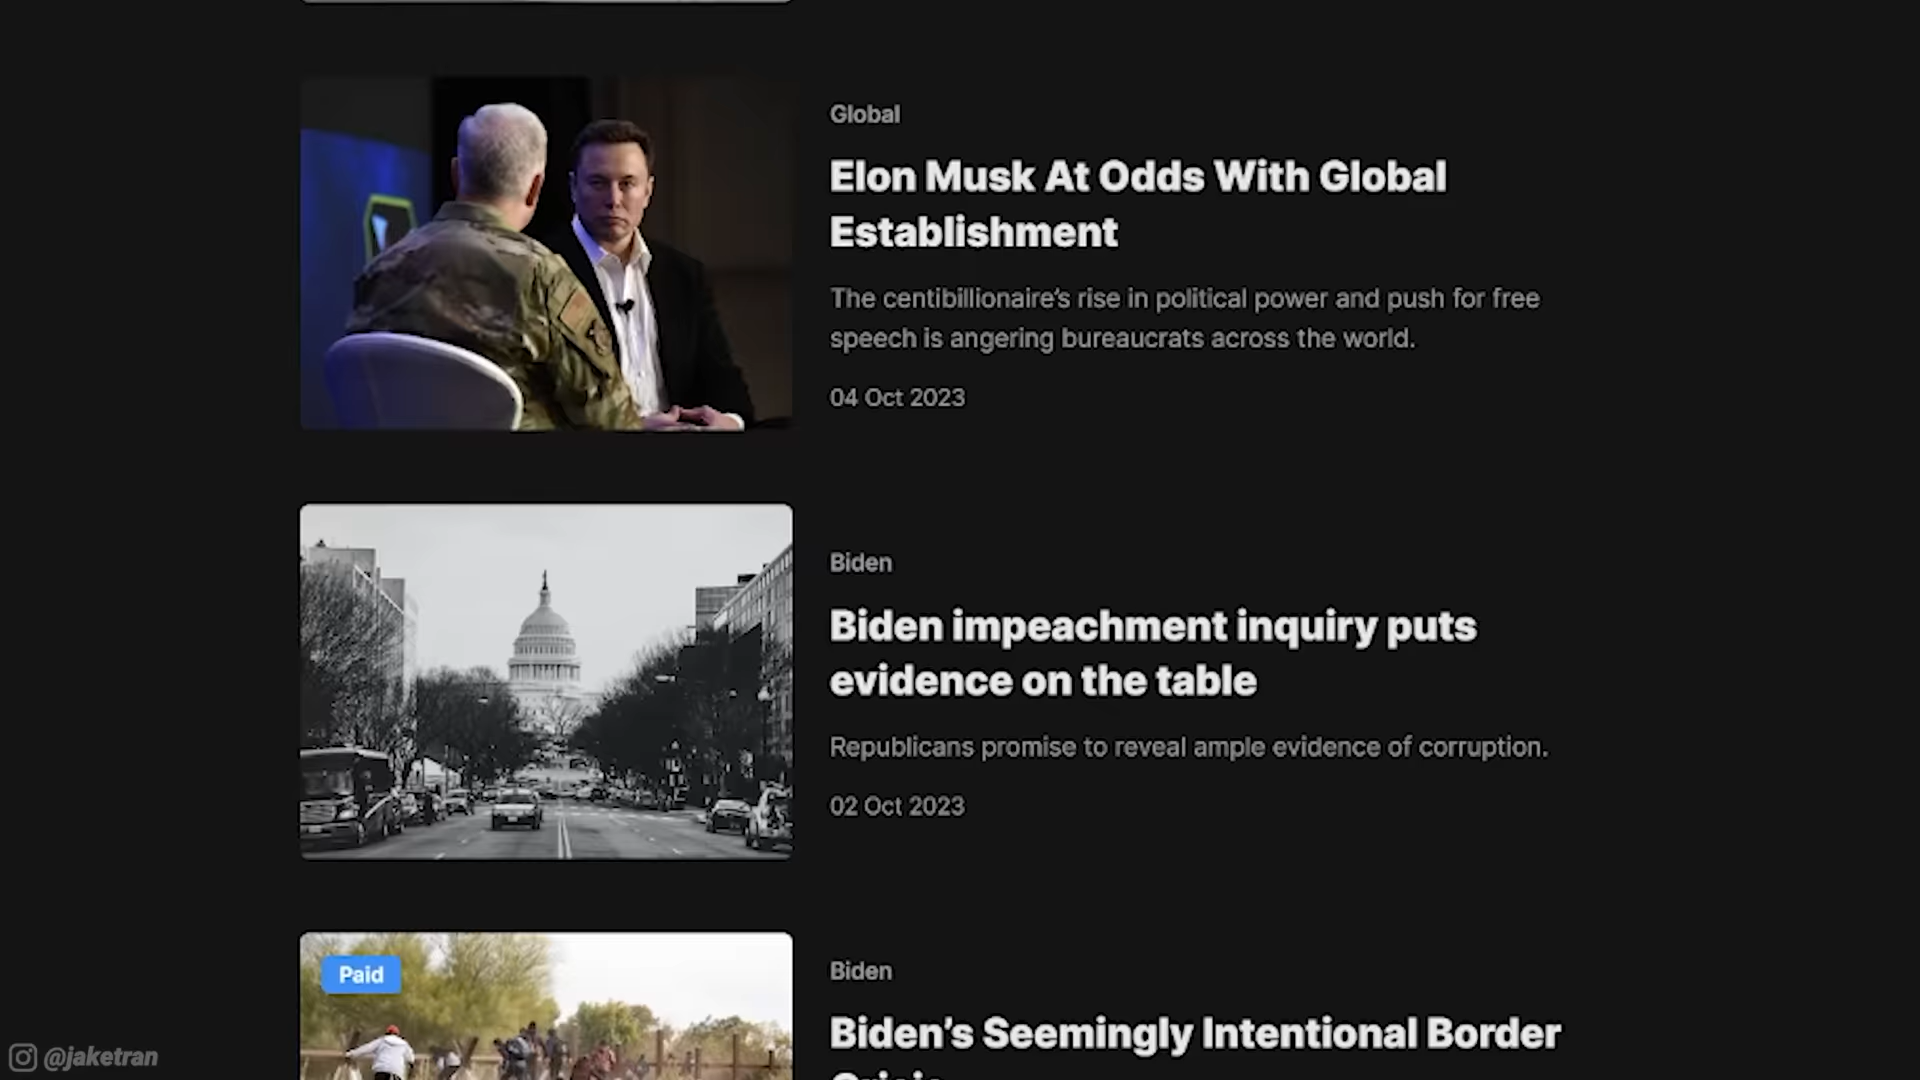 Global
Elon Musk At Odds With Global
Establishment
The centibillionaire's rise in political power and push for free
speech is angering bureaucrats across the world.
04 Oct 2023
Biden
Biden impeachment inquiry puts
evidence on the table
Republicans promise to reveal ample evidence of corruption.
02 Oct 2023
Paid
Biden
Biden's Seemingly Intentional Border
@jaketran